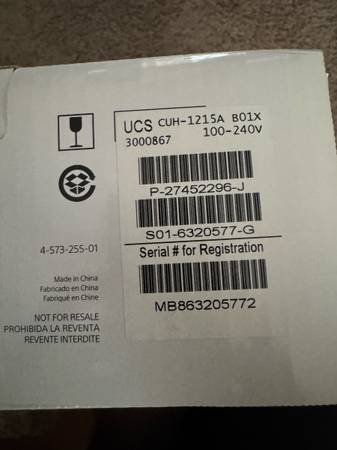 UCS CUH-1215A B01X
3000867 100-240V
P-27452296-J
S01-6320577-G
Serial # for Registration
MB863205772
4-573-255-01
Made in China
Fabricado en China
Fabriqué en Chine
NOT FOR RESALE
PROHIBIDA LA REVENTA
REVENTE INTERDITE